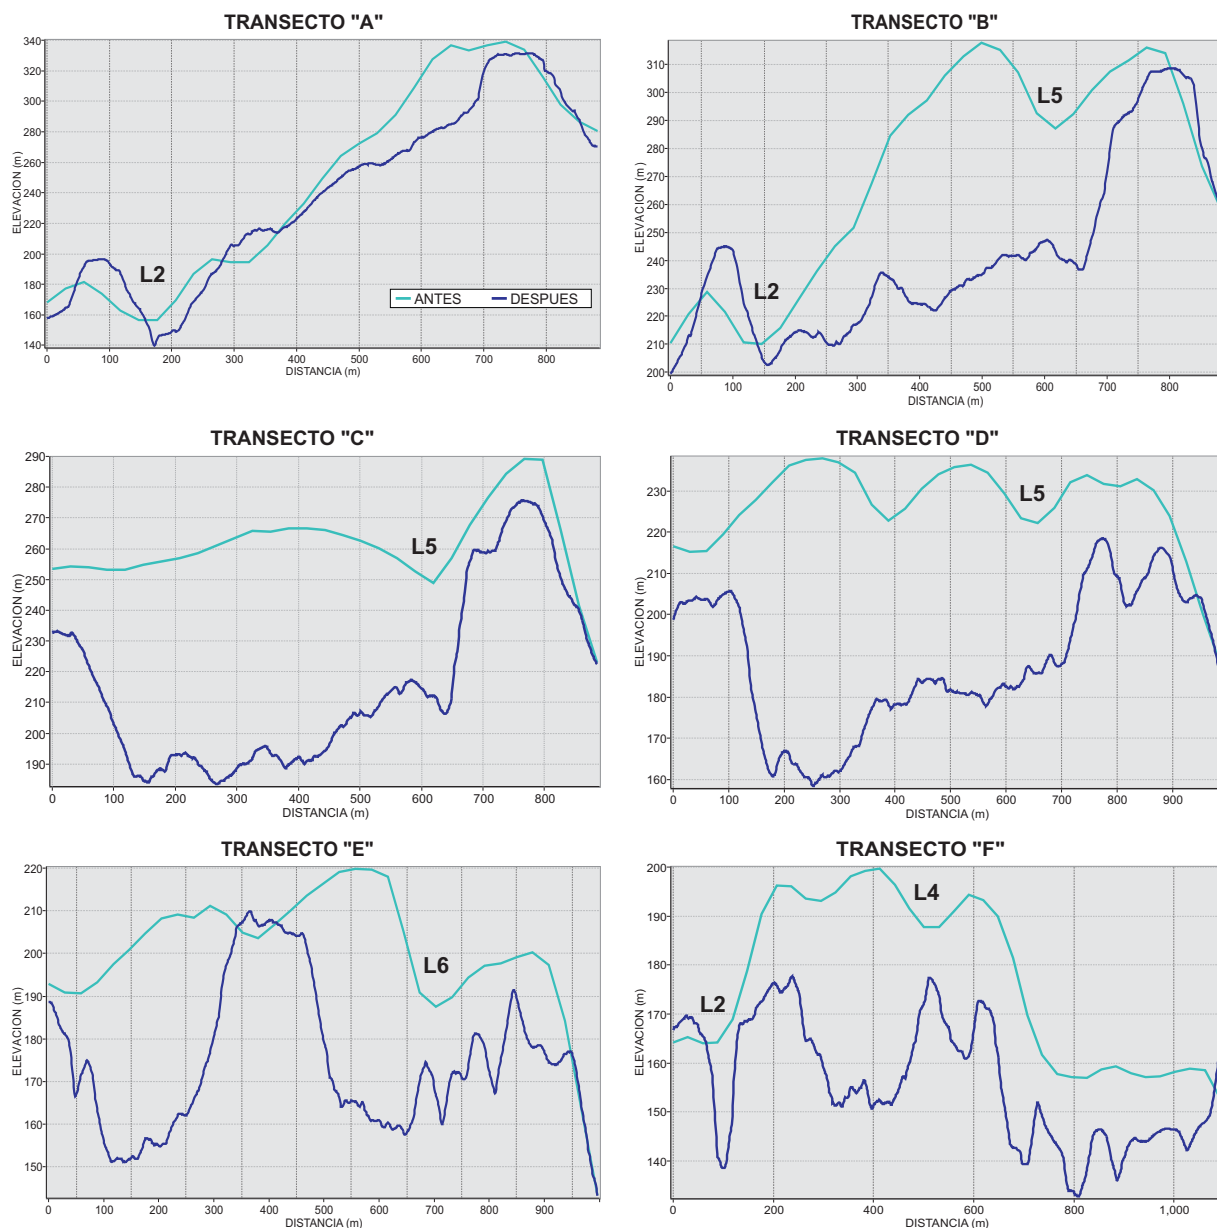 TRANSECTO "A"
ELEVACION (m)
340
320
300
280
260
240
220
200
180
160
140
L2
ANTES
DESPUES
0 100 200 300 400 500 600 700 800
DISTANCIA (m)
TRANSECTO "B"
ELEVACION (m)
310
300
290
280
270
260
250
240
230
220
210
200
L5
L2
0 100 200 300 400 500 600 700 800
DISTANCIA (m)
TRANSECTO "C"
ELEVACION (m)
290
280
270
260
250
240
230
220
210
200
190
L5
0 100 200 300 400 500 600 700 800
DISTANCIA (m)
TRANSECTO "D"
ELEVACION (m)
230
220
210
200
190
180
170
160
L5
0 100 200 300 400 500 600 700 800 900
DISTANCIA (m)
TRANSECTO "E"
ELEVACION (m)
220
210
200
190
180
170
160
150
L6
0 100 200 300 400 500 600 700 800 900
DISTANCIA (m)
TRANSECTO "F"
ELEVACION (m)
200
190
180
170
160
150
140
L4
L2
0 200 400 600 800 1,000
DISTANCIA (m)